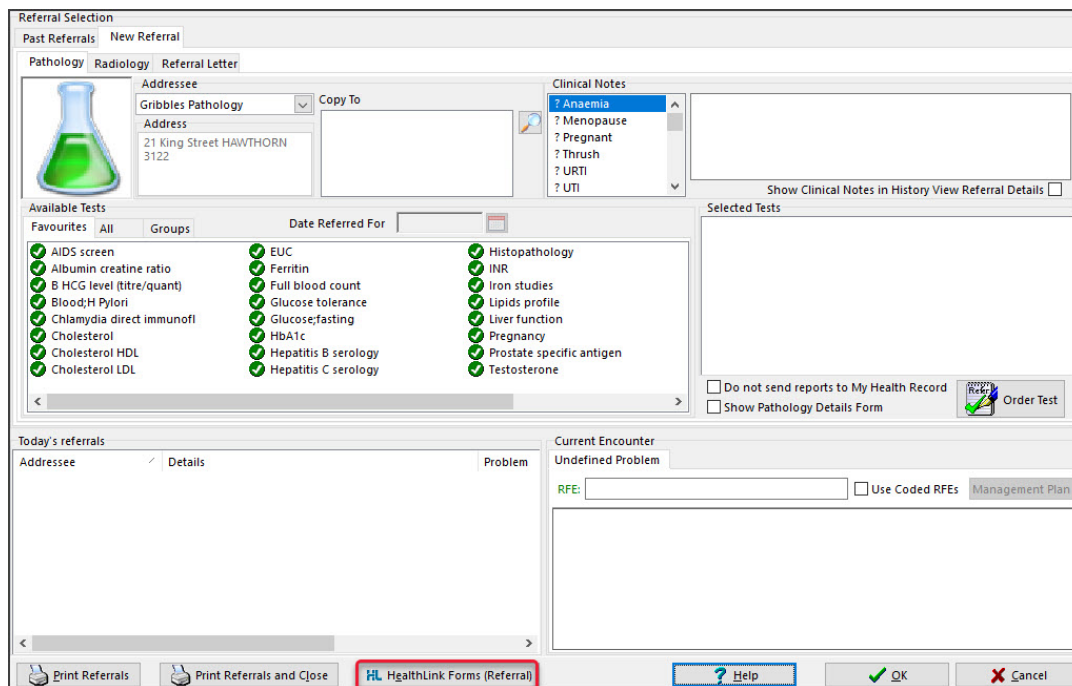 Referral Selection
Past Referrals New Referral
Pathology Radiology Referral Letter
Addressee
Gribbles Pathology
Address
21 King Street HAWTHORN
3122
Copy To
Clinical Notes
? Anaemia
? Menopause
? Pregnant
? Thrush
? URTI
? UTI
Show Clinical Notes in History View Referral Details
Available Tests
Favourites All Groups
Date Referred For
AIDS screen
Albumin creatine ratio
B HCG level (titre/quant)
Blood;H Pylori
Chlamydia direct immunofl
Cholesterol
Cholesterol HDL
Cholesterol LDL
EUC
Ferritin
Full blood count
Glucose tolerance
Glucose;fasting
HbA1c
Hepatitis B serology
Hepatitis C serology
Histopathology
INR
Iron studies
Lipids profile
Liver function
Pregnancy
Prostate specific antigen
Testosterone
Selected Tests
Do not send reports to My Health Record
Show Pathology Details Form
Refer
Order Test
Today's referrals
Addressee Details Problem
Current Encounter
Undefined Problem
RFE: Use Coded RFEs Management Plan
Print Referrals Print Referrals and Close HL HealthLink Forms (Referral) ? Help OK Cancel